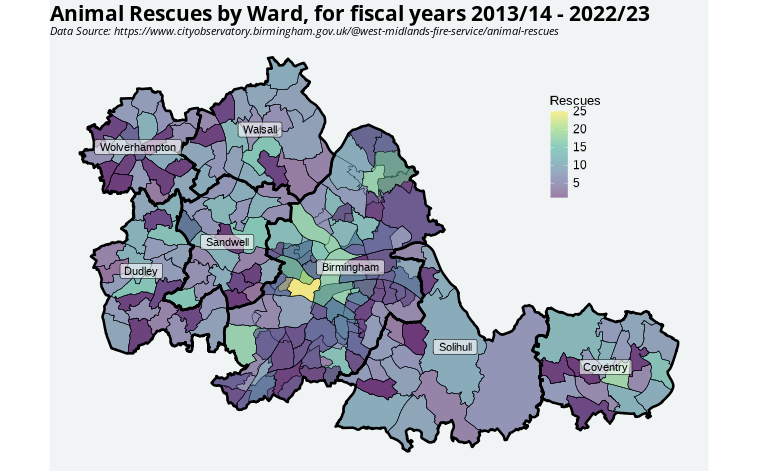 Animal Rescues by Ward, for fiscal years 2013/14 - 2022/23
Data Source: https://www.cityobservatory.birmingham.gov.uk/@west-midlands-fire-service/animal-rescues
Rescues
25
20
15
10
5
Walsall
Wolverhampton
Sandwell
Birmingham
Dudley
Solihull
Coventry